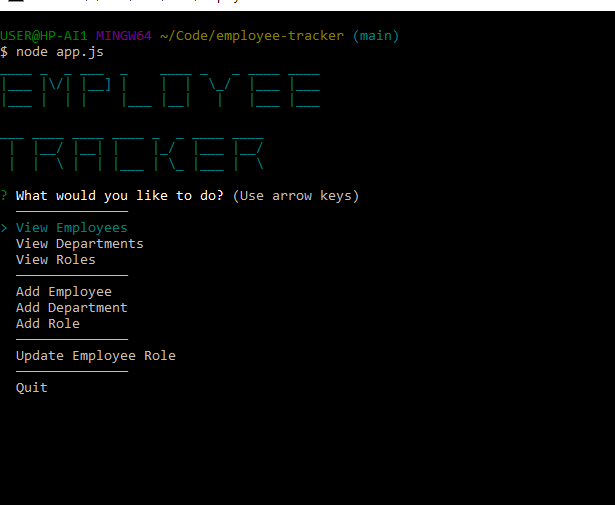 USER@HP-AI1 MINGW64 ~/Code/employee-tracker (main)
$ node app.js
EMPLOYEE
TRACKER
? What would you like to do? (Use arrow keys)
> View Employees
View Departments
View Roles
Add Employee
Add Department
Add Role
Update Employee Role
Quit